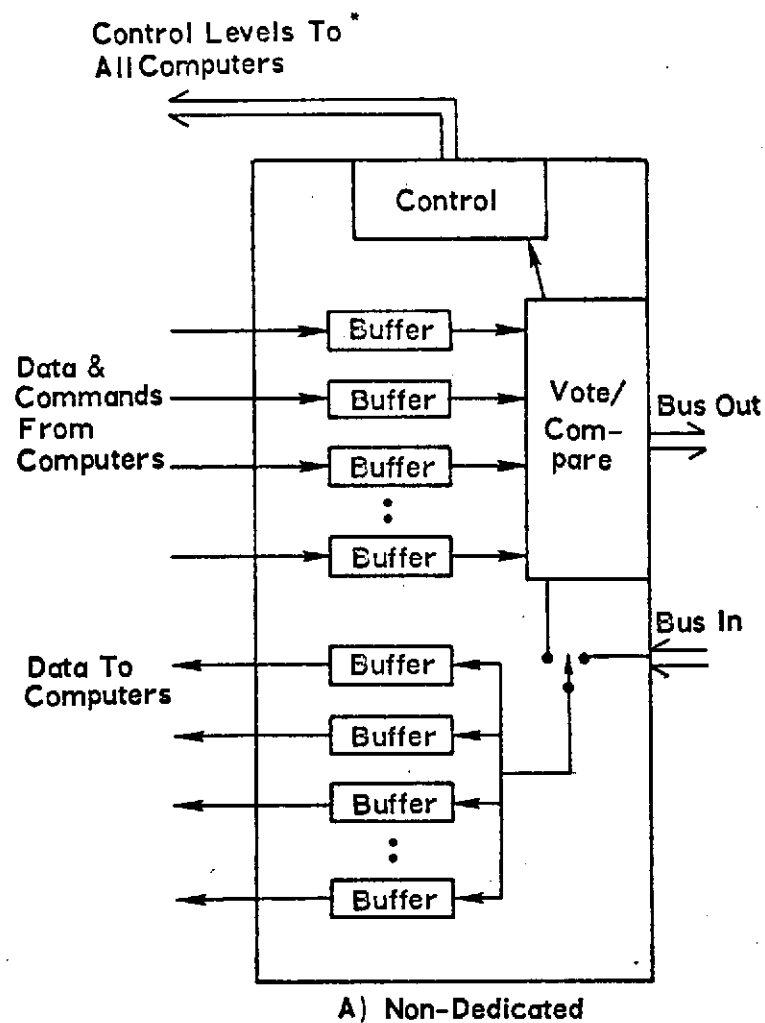 Control Levels To *
All Computers
Control
Buffer
Buffer
Buffer
Buffer
Data &
Commands
From
Computers
Vote/
Com-
pare
Bus Out
Bus In
Data To
Computers
Buffer
Buffer
Buffer
Buffer
A) Non-Dedicated